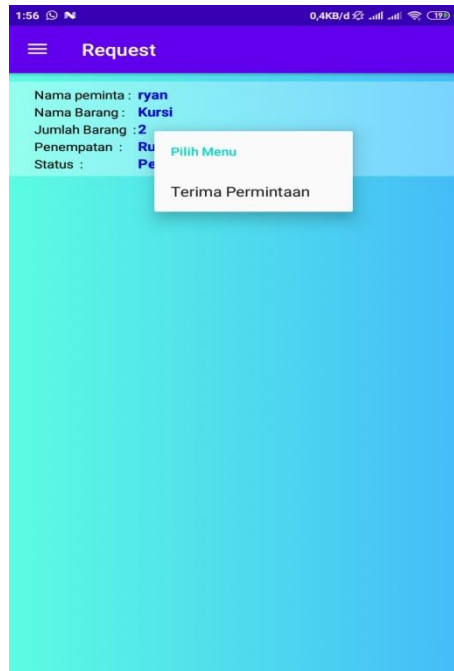 1:56 0,4KB/d 19
Request
Nama peminta : ryan
Nama Barang : Kursi
Jumlah Barang : 2
Penempatan : Ru
Status : Pe
Pilih Menu
Terima Permintaan